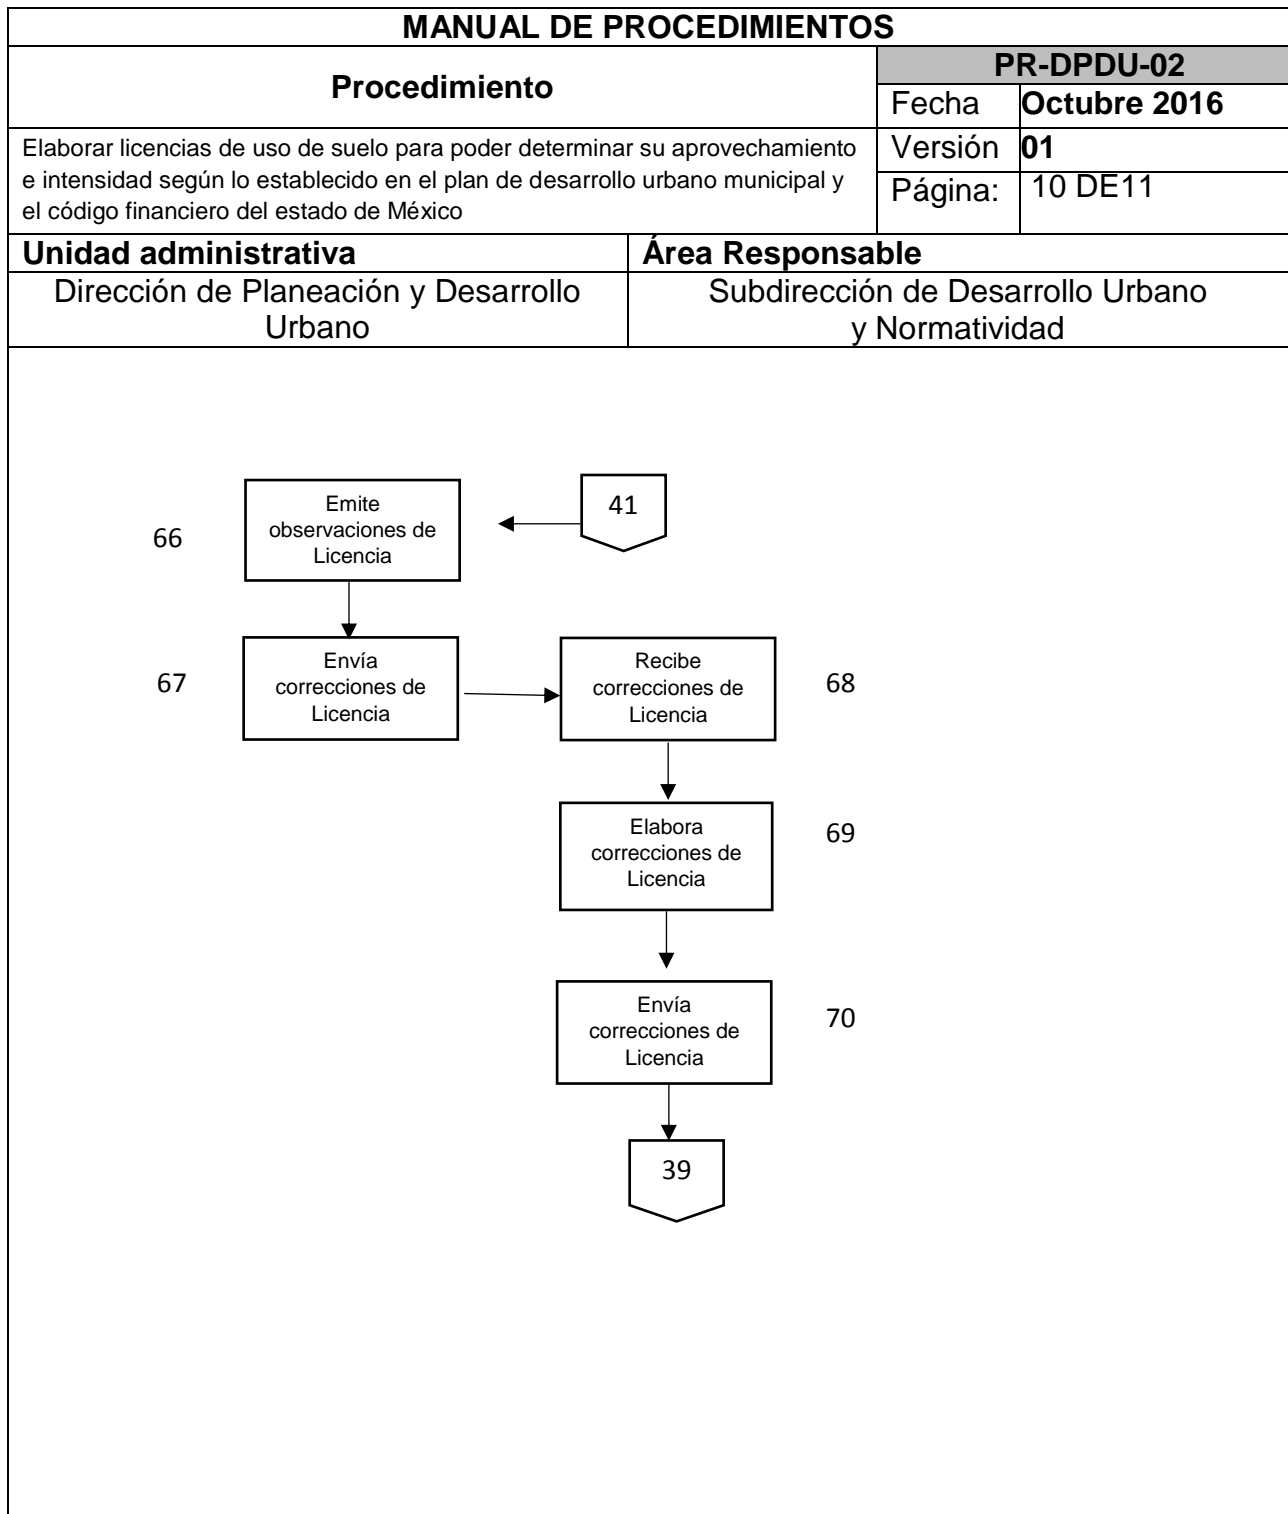 MANUAL DE PROCEDIMIENTOS
Procedimiento
PR-DPDU-02
Fecha Octubre 2016
Elaborar licencias de uso de suelo para poder determinar su aprovechamiento
e intensidad según lo establecido en el plan de desarrollo urbano municipal y
el código financiero del estado de México
Versión 01
Página: 10 DE11
Unidad administrativa
Área Responsable
Dirección de Planeación y Desarrollo
Urbano
Subdirección de Desarrollo Urbano
y Normatividad
66
Emite
observaciones de
Licencia
41
67
Envía
correcciones de
Licencia
Recibe
correcciones de
Licencia
68
Elabora
correcciones de
Licencia
69
Envía
correcciones de
Licencia
70
39